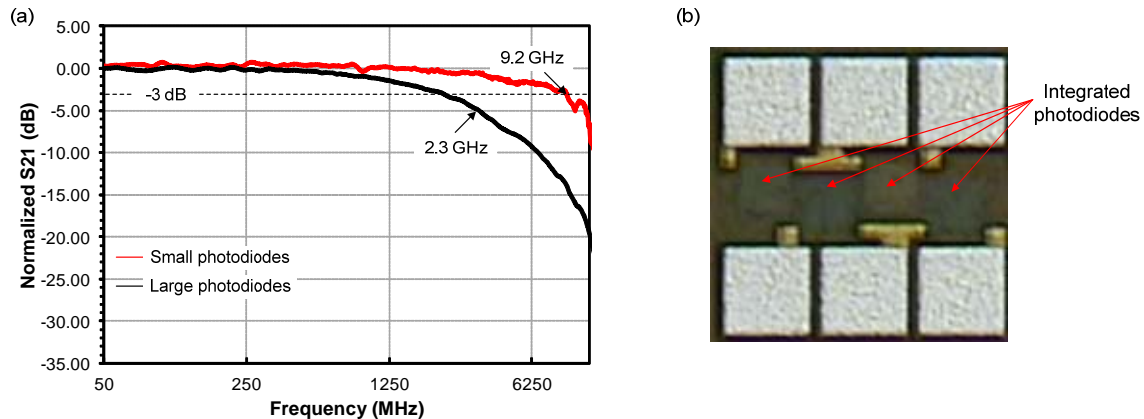 (a)
5.00
0.00
-5.00
-10.00
-15.00
-20.00
-25.00
-30.00
-35.00
Normalized S21 (dB)
9.2 GHz
-3 dB
2.3 GHz
Small photodiodes
Large photodiodes
50
250
1250
6250
Frequency (MHz)
(b)
Integrated
photodiodes